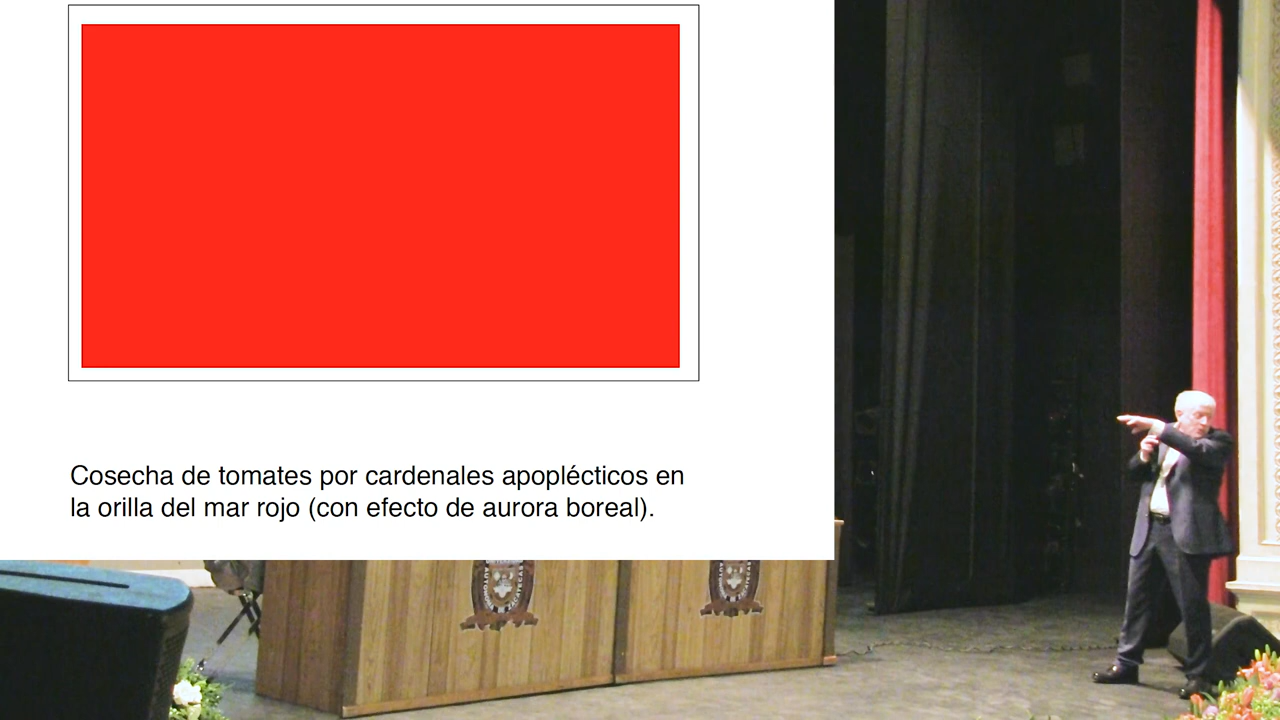 Cosecha de tomates por cardenales apoplécticos en
la orilla del mar rojo (con efecto de aurora boreal).